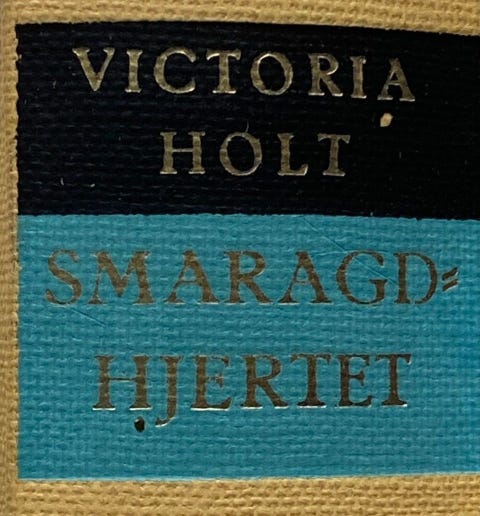 VICTORIA
HOLT
SMARAGD=
HJERTET